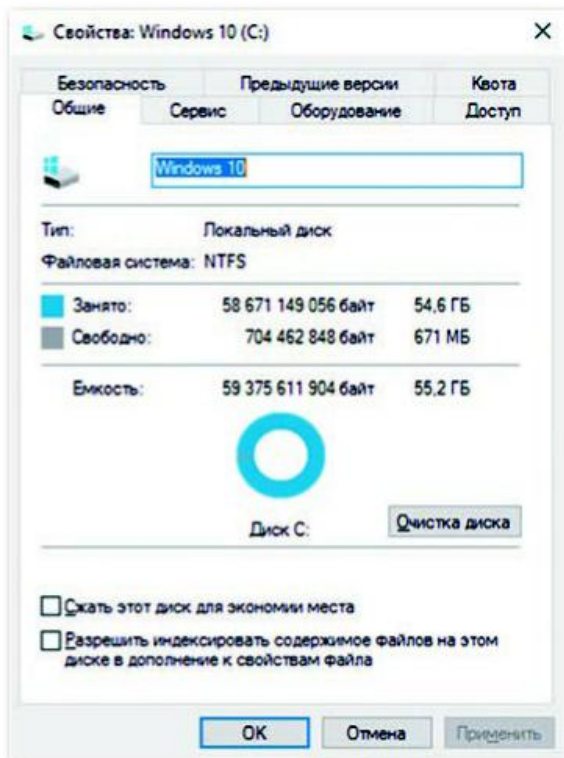 Свойства: Windows 10 (C:)
Безопасность Предыдущие версии Квота
Общие Сервис Оборудование Доступ
Windows 10
Тип: Локальный диск
Файловая система: NTFS
Занято: 58 671 149 056 байт 54,6 ГБ
Свободно: 704 462 848 байт 671 МБ
Емкость: 59 375 611 904 байт 55,2 ГБ
Диск C:
Очистка диска
Сжать этот диск для экономии места
Разрешить индексировать содержимое файлов на этом
диске в дополнение к свойствам файла
OK Отмена Применить